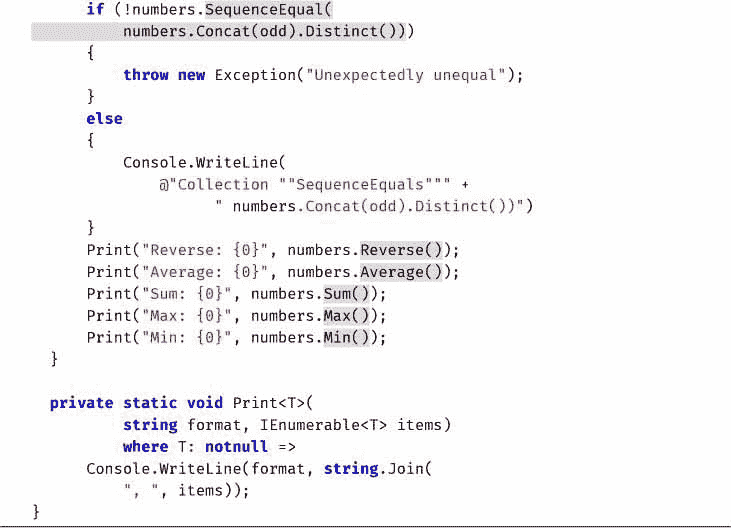 if (!numbers.SequenceEqual(
numbers.Concat(odd).Distinct()))
{
throw new Exception("Unexpectedly unequal");
}
else
{
Console.WriteLine(
@"Collection ""SequenceEquals""" +
" numbers.Concat(odd).Distinct())")
}
Print("Reverse: {0}", numbers.Reverse());
Print("Average: {0}", numbers.Average());
Print("Sum: {0}", numbers.Sum());
Print("Max: {0}", numbers.Max());
Print("Min: {0}", numbers.Min());
}
private static void Print<T>(
string format, IEnumerable<T> items)
where T: notnull =>
Console.WriteLine(format, string.Join(
", ", items));
}